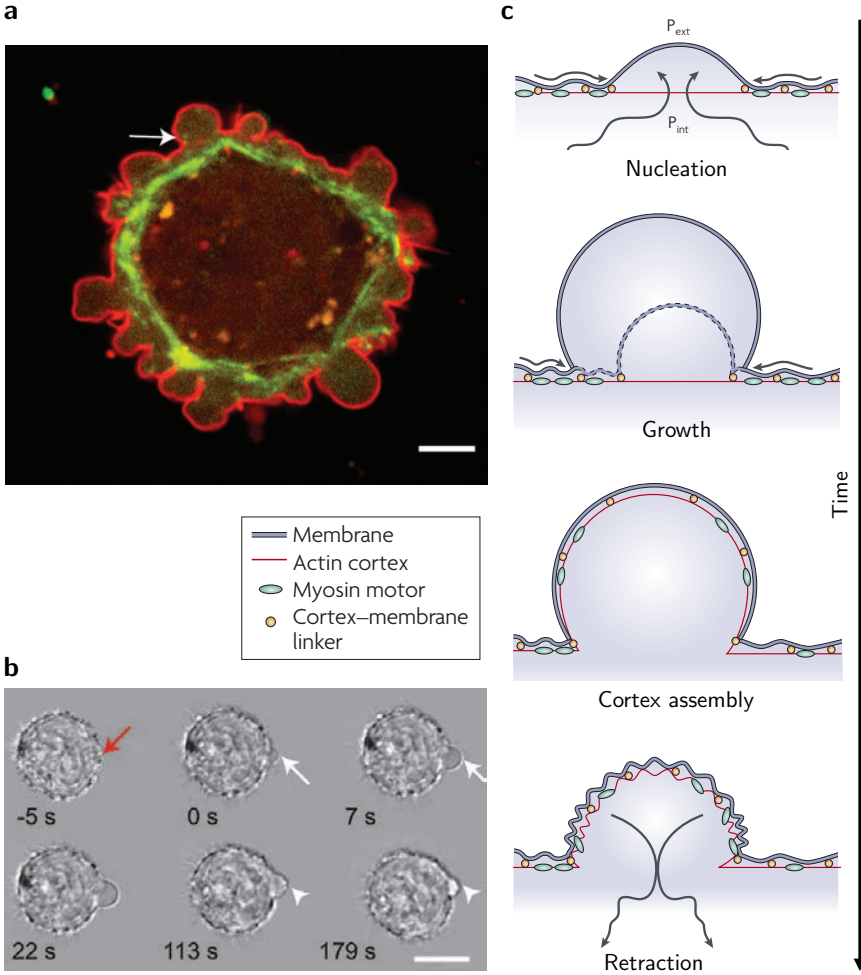 a
c
P_ext
P_int
Nucleation
Growth
Time
Membrane
Actin cortex
Myosin motor
Cortex–membrane
linker
Cortex assembly
b
-5 s
0 s
7 s
22 s
113 s
179 s
Retraction